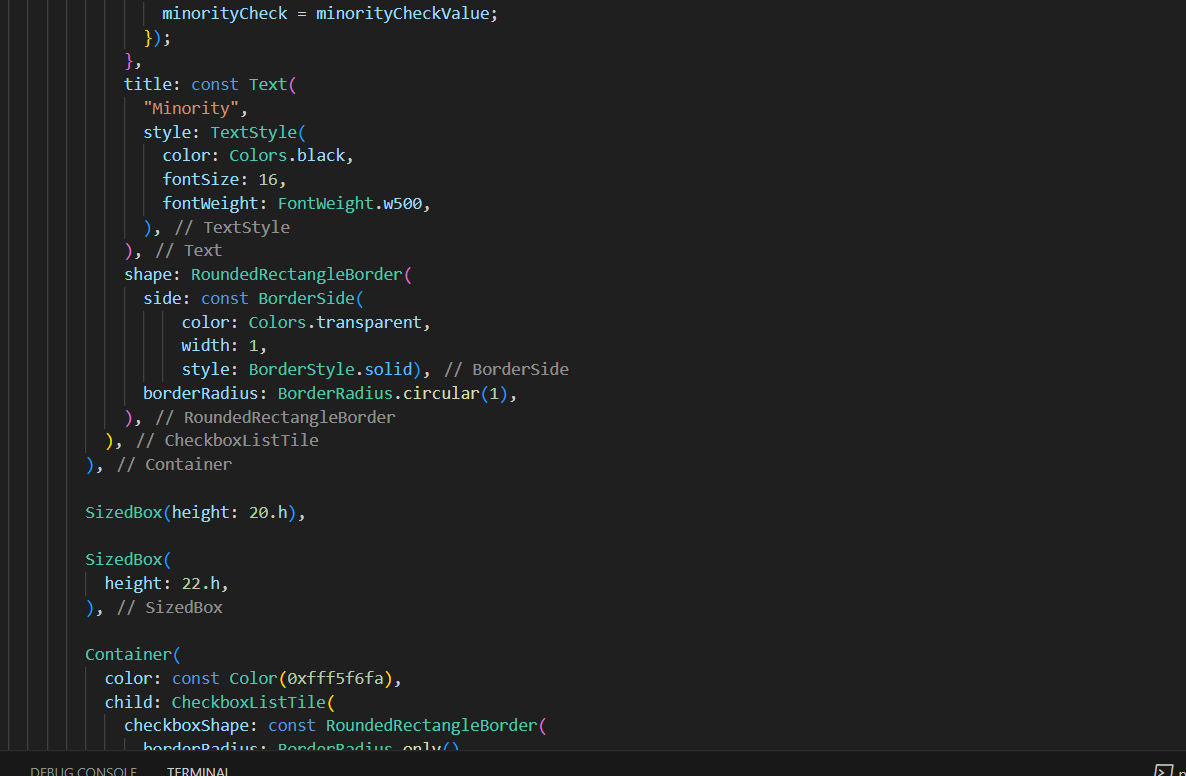 minorityCheck = minorityCheckValue;
});
},
title: const Text(
"Minority",
style: TextStyle(
color: Colors.black,
fontSize: 16,
fontWeight: FontWeight.w500,
), // TextStyle
), // Text
shape: RoundedRectangleBorder(
side: const BorderSide(
color: Colors.transparent,
width: 1,
style: BorderStyle.solid), // BorderSide
borderRadius: BorderRadius.circular(1),
), // RoundedRectangleBorder
), // CheckboxListTile
), // Container
SizedBox(height: 20.h),
SizedBox(
height: 22.h,
), // SizedBox
Container(
color: const Color(0xfff5f6fa),
child: CheckboxListTile(
checkboxShape: const RoundedRectangleBorder(
borderRadius: BorderRadius.only()
DEBUG CONSOLE TERMINAL